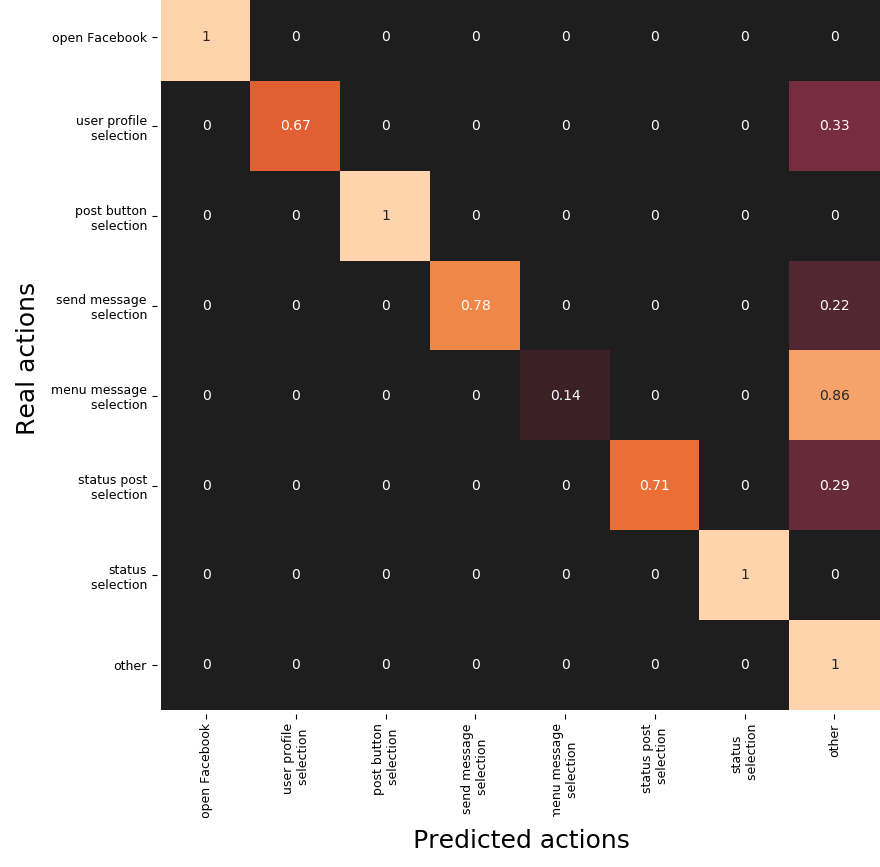 open Facebook 1 0 0 0 0 0 0 0
user profile
selection 0 0.67 0 0 0 0 0 0.33
post button
selection 0 0 1 0 0 0 0 0
send message
selection 0 0 0 0.78 0 0 0 0.22
menu message
selection 0 0 0 0 0.14 0 0 0.86
status post
selection 0 0 0 0 0 0.71 0 0.29
status
selection 0 0 0 0 0 0 1 0
other 0 0 0 0 0 0 0 1
Real actions
open Facebook
user profile
selection
post button
selection
send message
selection
menu message
selection
status post
selection
status
selection
other
Predicted actions